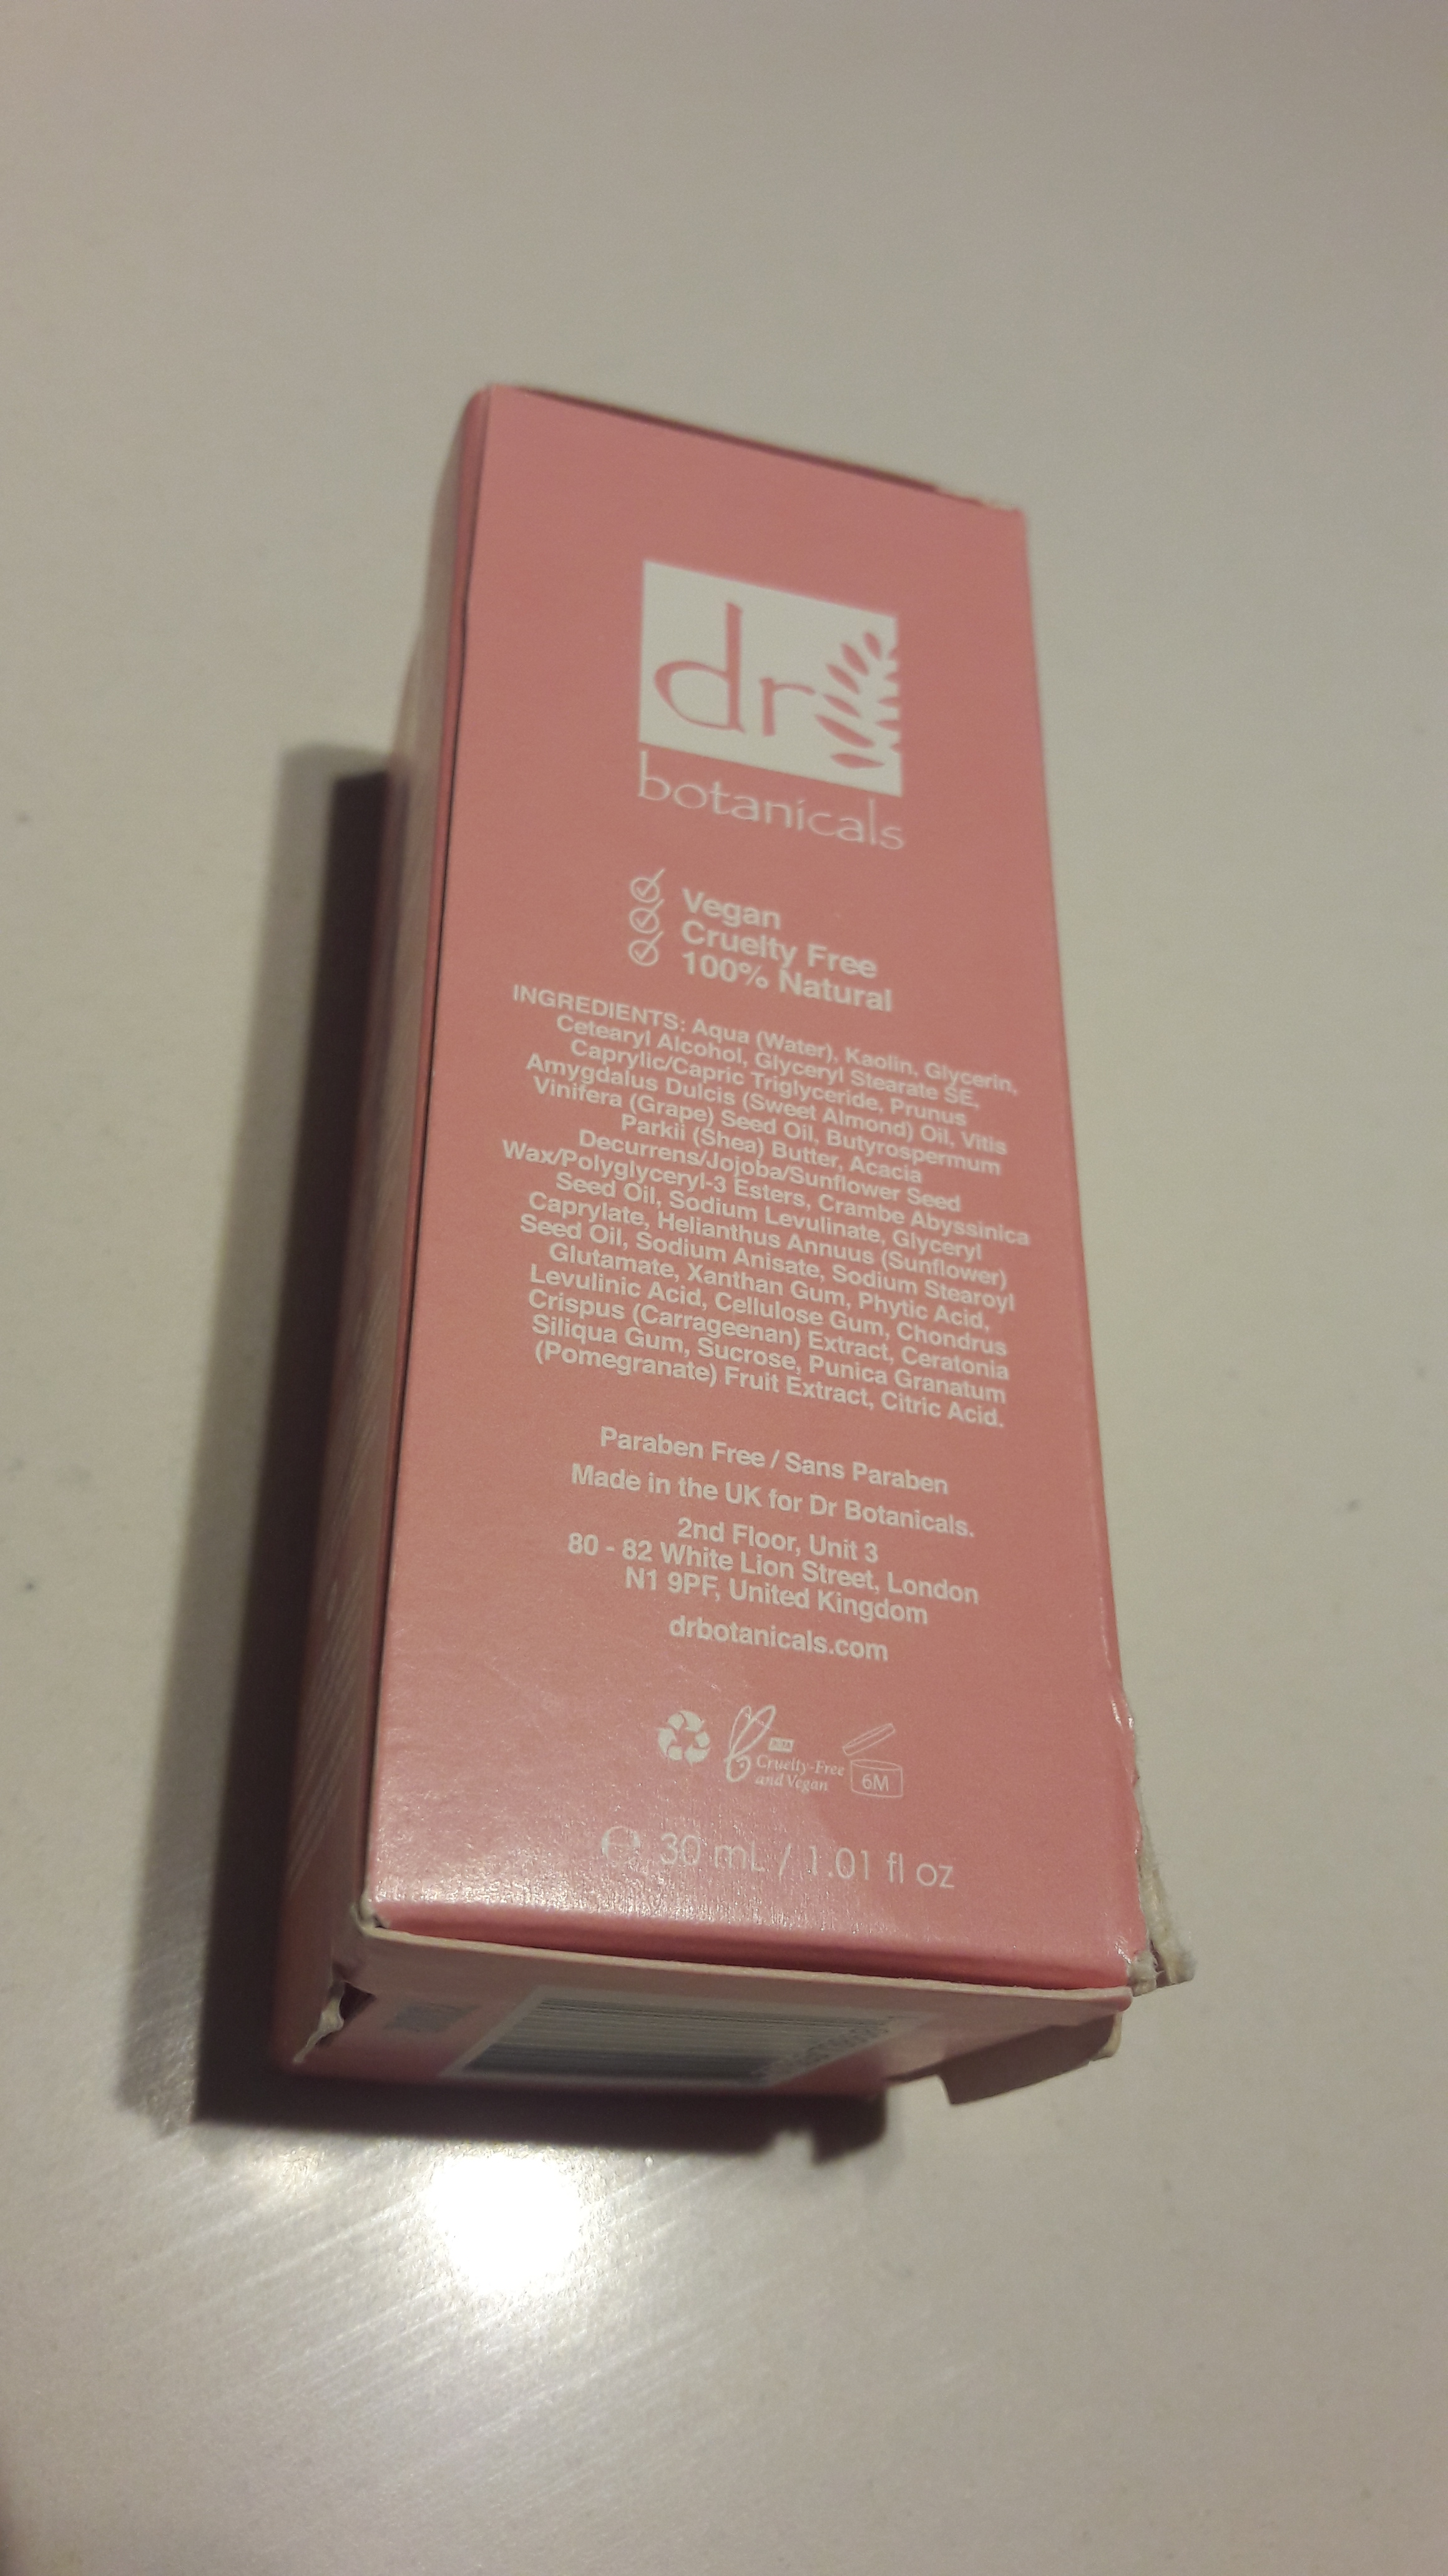 dr
botanicals
Vegan
Cruelty Free
100% Natural
INGREDIENTS: Aqua (Water), Kaolin, Glycerin,
Cetearyl Alcohol, Glyceryl Stearate SE,
Caprylic/Capric Triglyceride, Prunus
Amygdalus Dulcis (Sweet Almond) Oil, Vitis
Vinifera (Grape) Seed Oil, Butyrospermum
Parkii (Shea) Butter, Acacia
Decurrens/Jojoba/Sunflower Seed
Wax/Polyglyceryl-3 Esters, Crambe Abyssinica
Seed Oil, Sodium Levulinate, Glyceryl
Caprylate, Helianthus Annuus (Sunflower)
Seed Oil, Sodium Anisate, Sodium Stearoyl
Glutamate, Xanthan Gum, Phytic Acid,
Levulinic Acid, Cellulose Gum, Chondrus
Crispus (Carrageenan) Extract, Ceratonia
Siliqua Gum, Sucrose, Punica Granatum
(Pomegranate) Fruit Extract, Citric Acid.
Paraben Free / Sans Paraben
Made in the UK for Dr Botanicals.
2nd Floor, Unit 3
80 - 82 White Lion Street, London
N1 9PF, United Kingdom
drbotanicals.com
Cruelty-Free
and Vegan
6M
℮ 30 mL / 1.01 fl oz